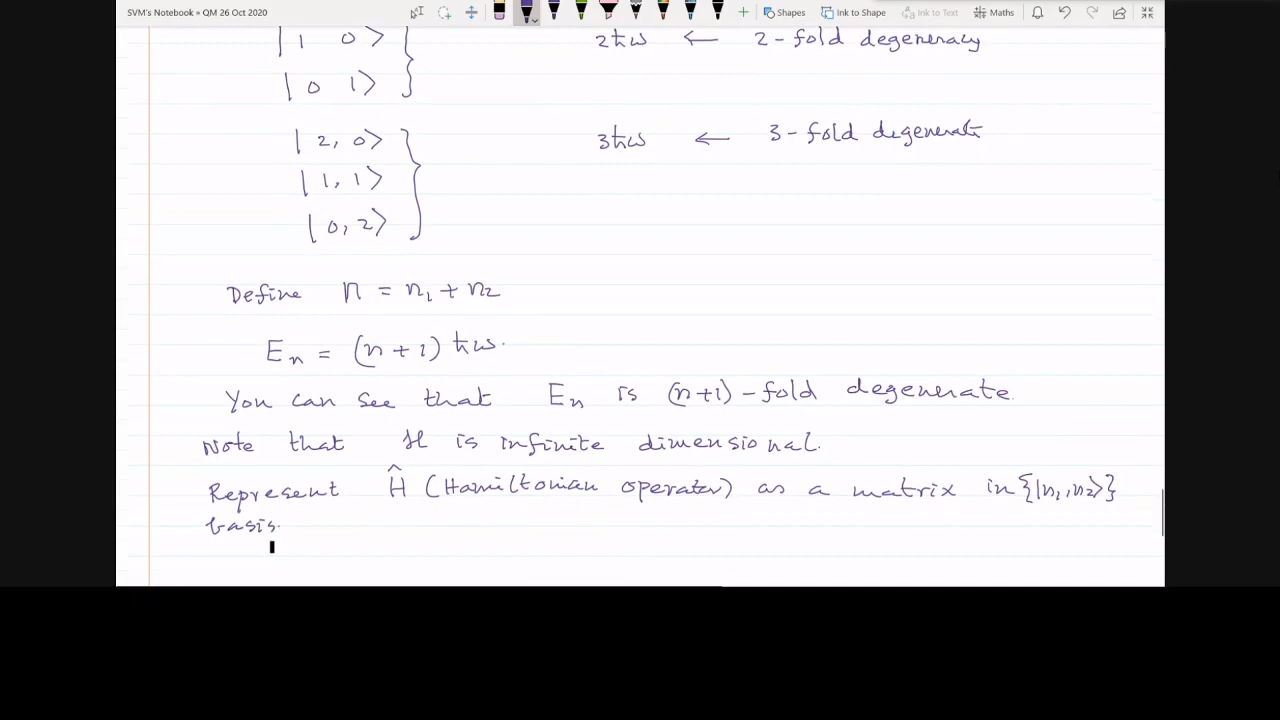 SVM's Notebook » QM 26 Oct 2020
Shapes Ink to Shape Ink to Text Maths
| 1 0 > } 2ħω ← 2-fold degeneracy
| 0 1 >
| 2, 0 > } 3ħω ← 3-fold degenerate
| 1, 1 >
| 0, 2 >
Define n = n₁ + n₂
Eₙ = (n + 1) ħω.
You can see that Eₙ is (n+1)-fold degenerate.
Note that ℋ is infinite dimensional.
Represent Ĥ (Hamiltonian operator) as a matrix in {|n₁,n₂>}
basis.